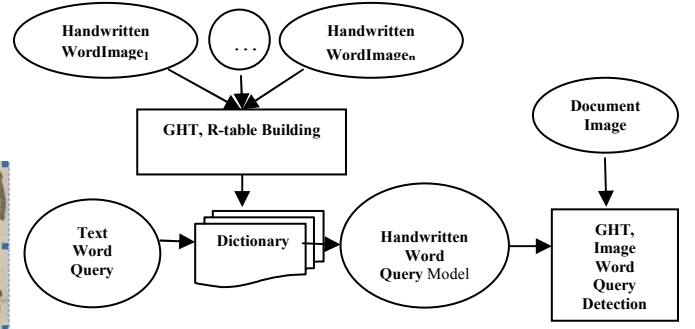 Handwritten
WordImage1
...
Handwritten
WordImagen
GHT, R-table Building
Document
Image
Text
Word
Query
Dictionary
Handwritten
Word
Query Model
GHT,
Image
Word
Query
Detection